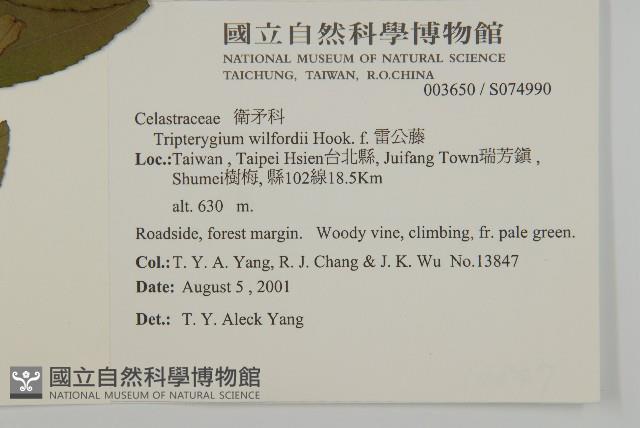 國立自然科學博物館
NATIONAL MUSEUM OF NATURAL SCIENCE
TAICHUNG, TAIWAN, R.O.CHINA
003650 / S074990
Celastraceae 衛矛科
Tripterygium wilfordii Hook. f. 雷公藤
Loc.:Taiwan , Taipei Hsien台北縣, Juifang Town瑞芳鎮 ,
Shumei樹梅, 縣102線18.5Km
alt. 630 m.
Roadside, forest margin. Woody vine, climbing, fr. pale green.
Col.: T. Y. A. Yang, R. J. Chang & J. K. Wu No.13847
Date: August 5 , 2001
Det.: T. Y. Aleck Yang
國立自然科學博物館
NATIONAL MUSEUM OF NATURAL SCIENCE